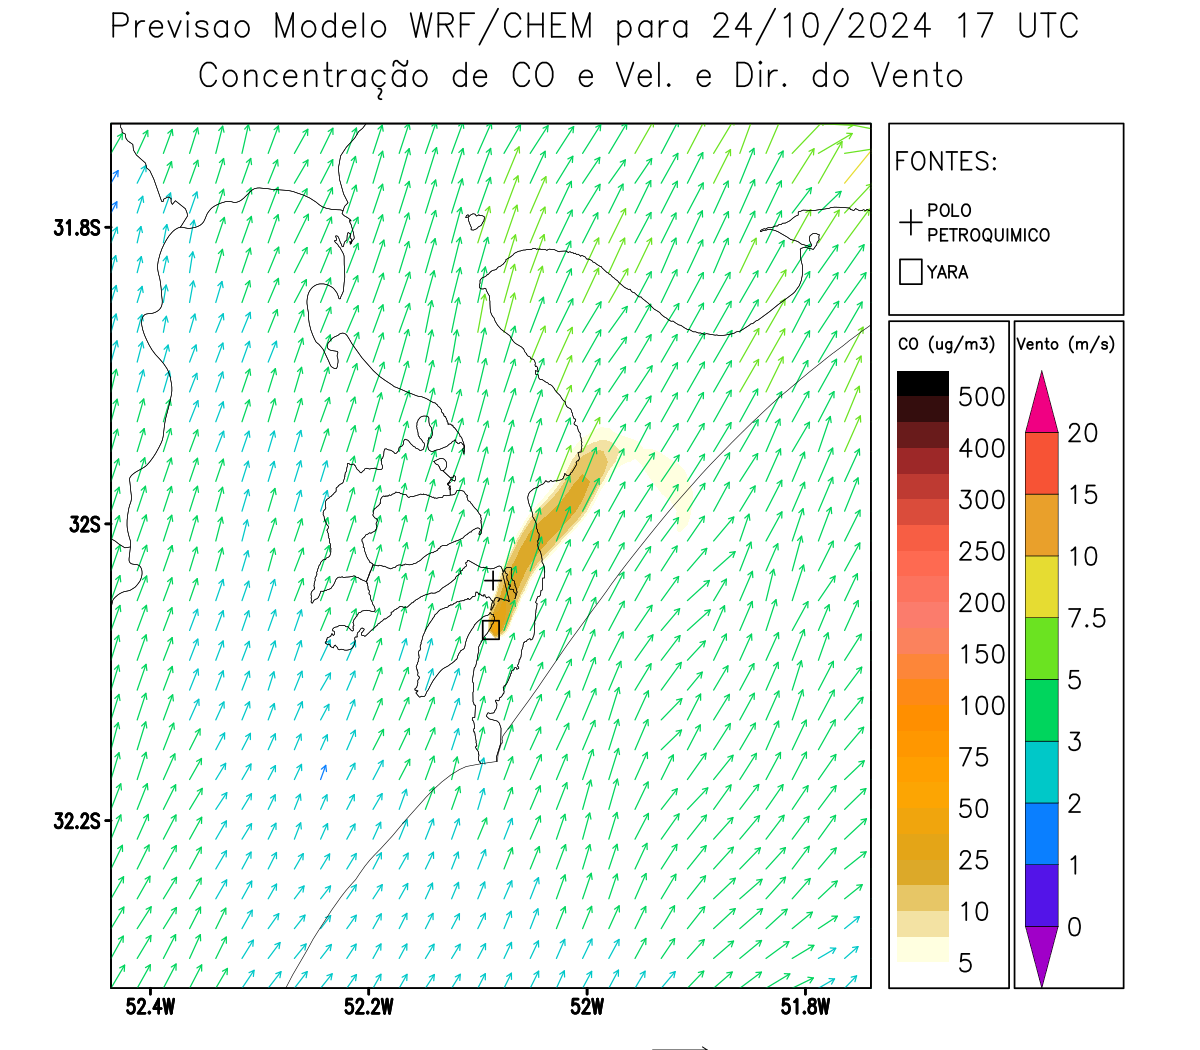 Previsao Modelo WRF/CHEM para 24/10/2024 17 UTC
Concentração de CO e Vel. e Dir. do Vento
FONTES:
POLO
PETROQUIMICO
YARA
CO (ug/m3)
500
400
300
250
200
150
100
75
50
25
10
5
Vento (m/s)
20
15
10
7.5
5
3
2
1
0
31.8S
32S
32.2S
52.4W
52.2W
52W
51.8W